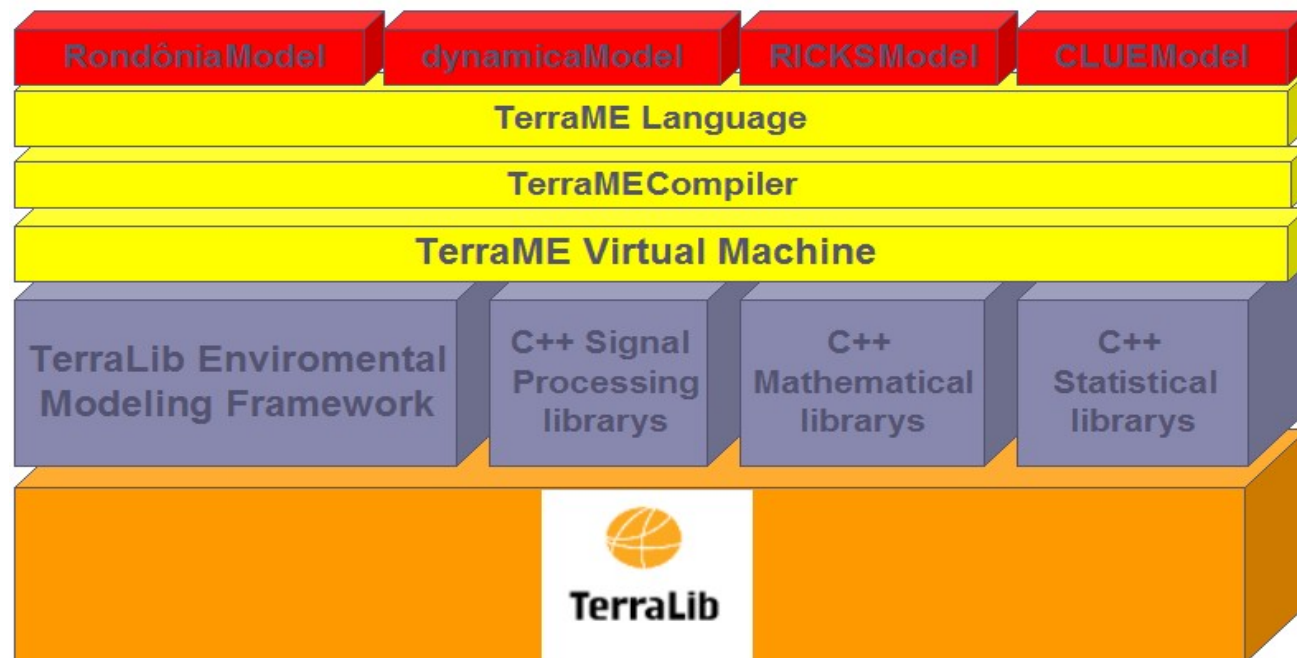 RondôniaModel
dynamicaModel
RICKSModel
CLUEModel
TerraME Language
TerraMECompiler
TerraME Virtual Machine
TerraLib Enviromental
Modeling Framework
C++ Signal
Processing
librarys
C++
Mathematical
librarys
C++
Statistical
librarys
TerraLib